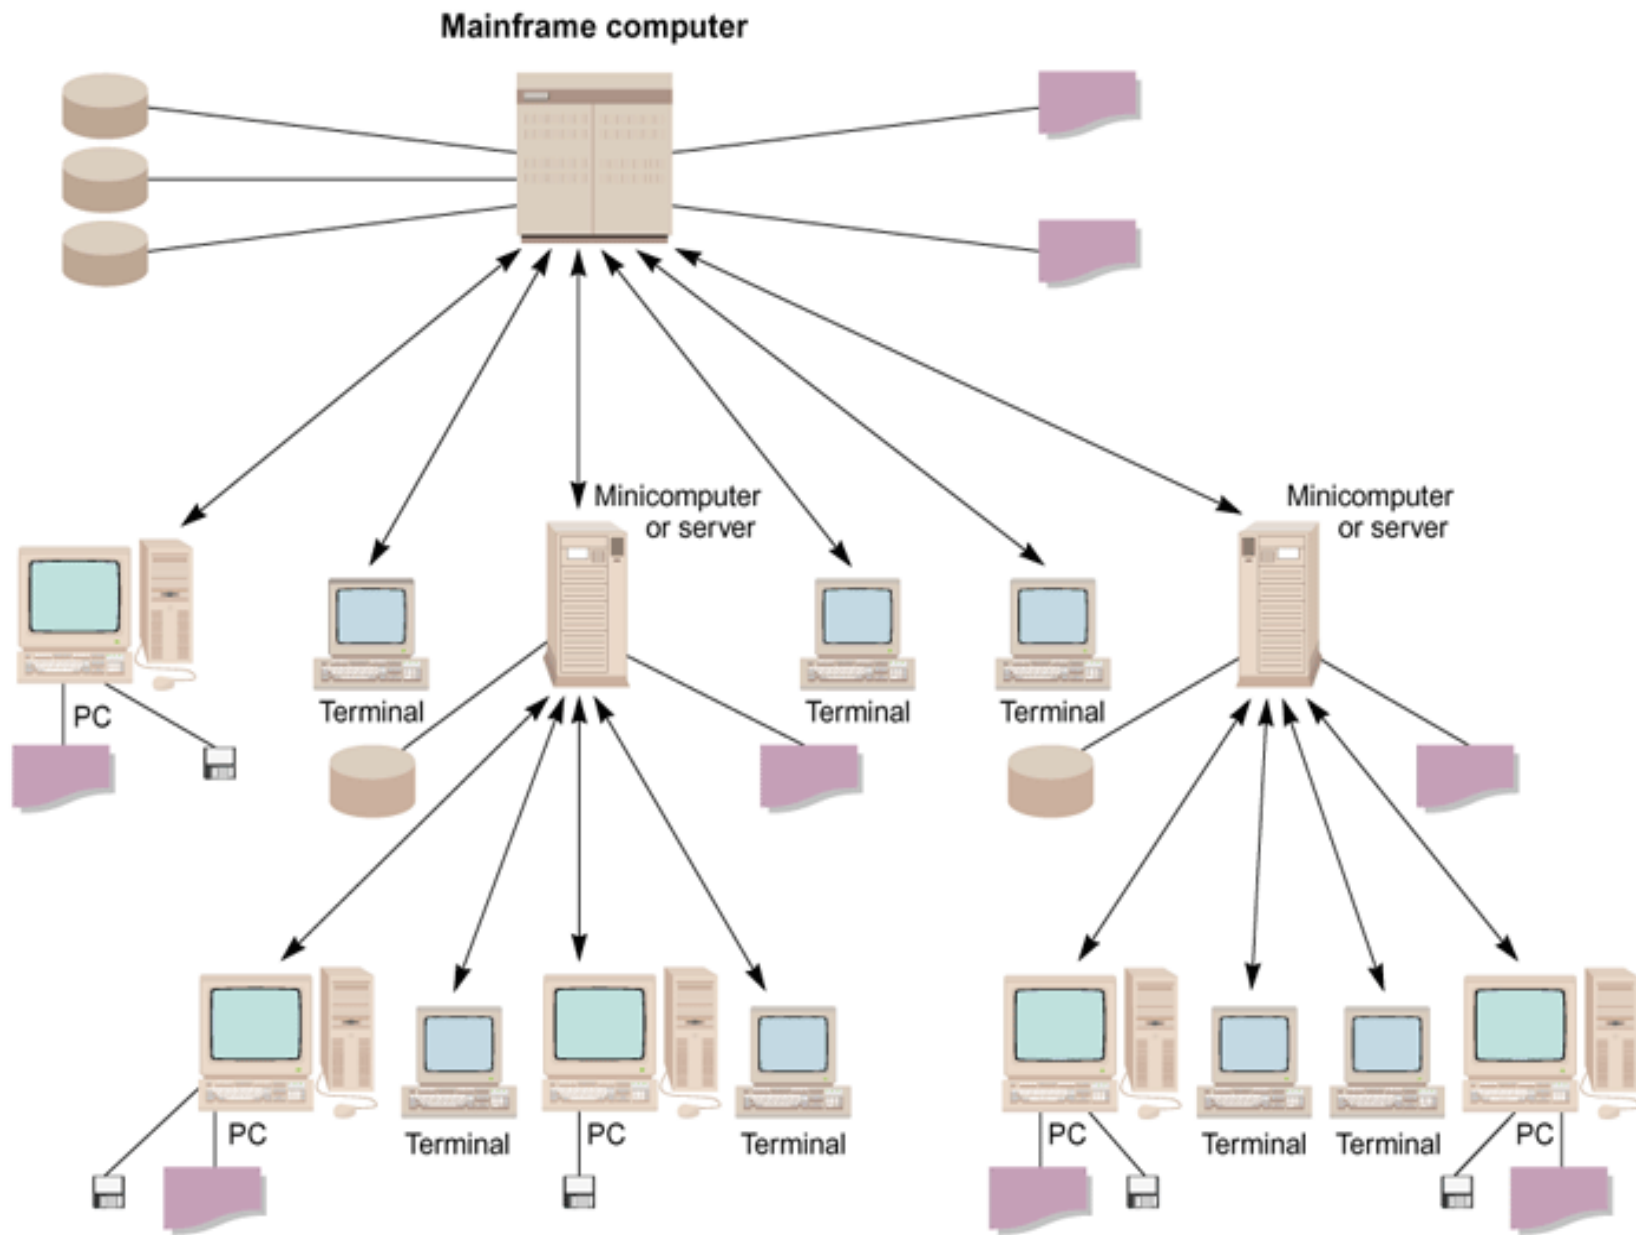 Mainframe computer
Minicomputer
or server
Minicomputer
or server
PC
Terminal
Terminal
Terminal
PC
Terminal
PC
Terminal
PC
Terminal
Terminal
PC